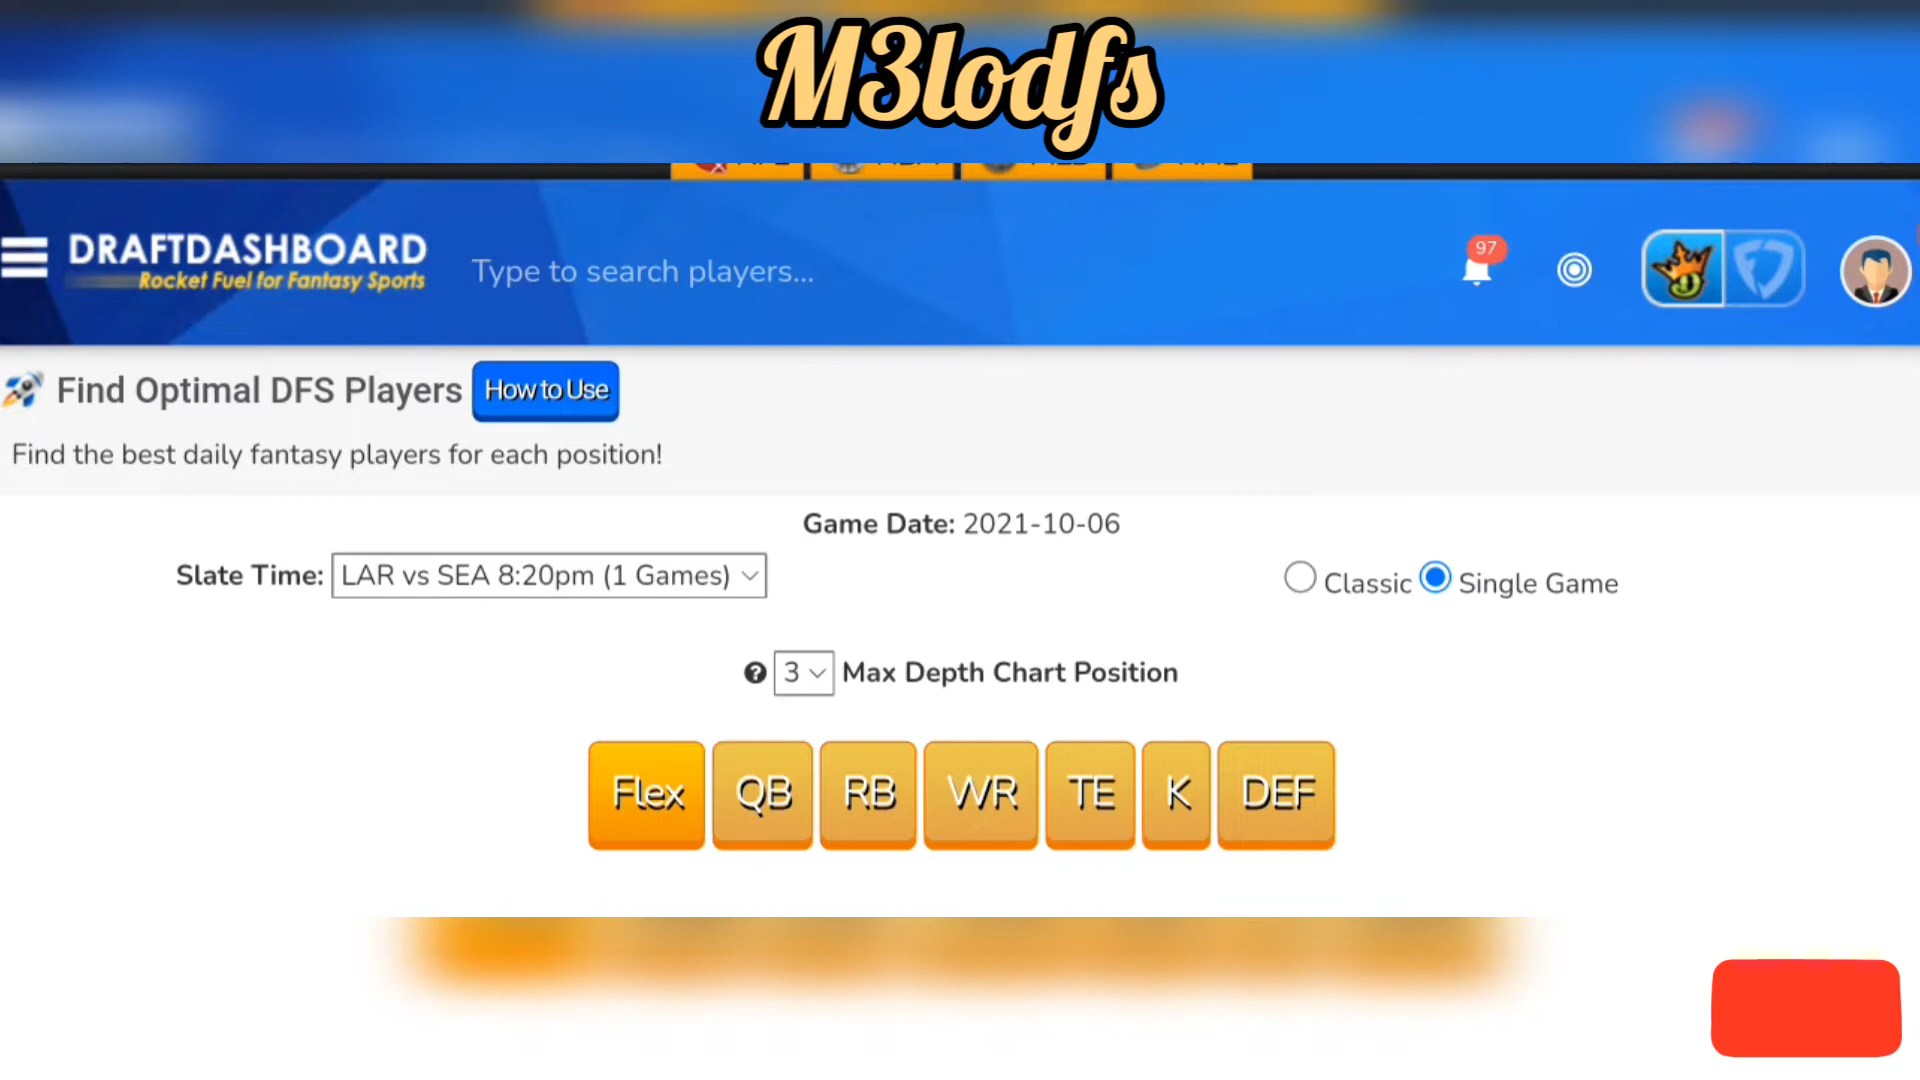 M3lodfs
DRAFTDASHBOARD
Rocket Fuel for Fantasy Sports
Type to search players...
97
Find Optimal DFS Players
How to Use
Find the best daily fantasy players for each position!
Game Date: 2021-10-06
Slate Time: LAR vs SEA 8:20pm (1 Games)
Classic Single Game
3 Max Depth Chart Position
Flex QB RB WR TE K DEF